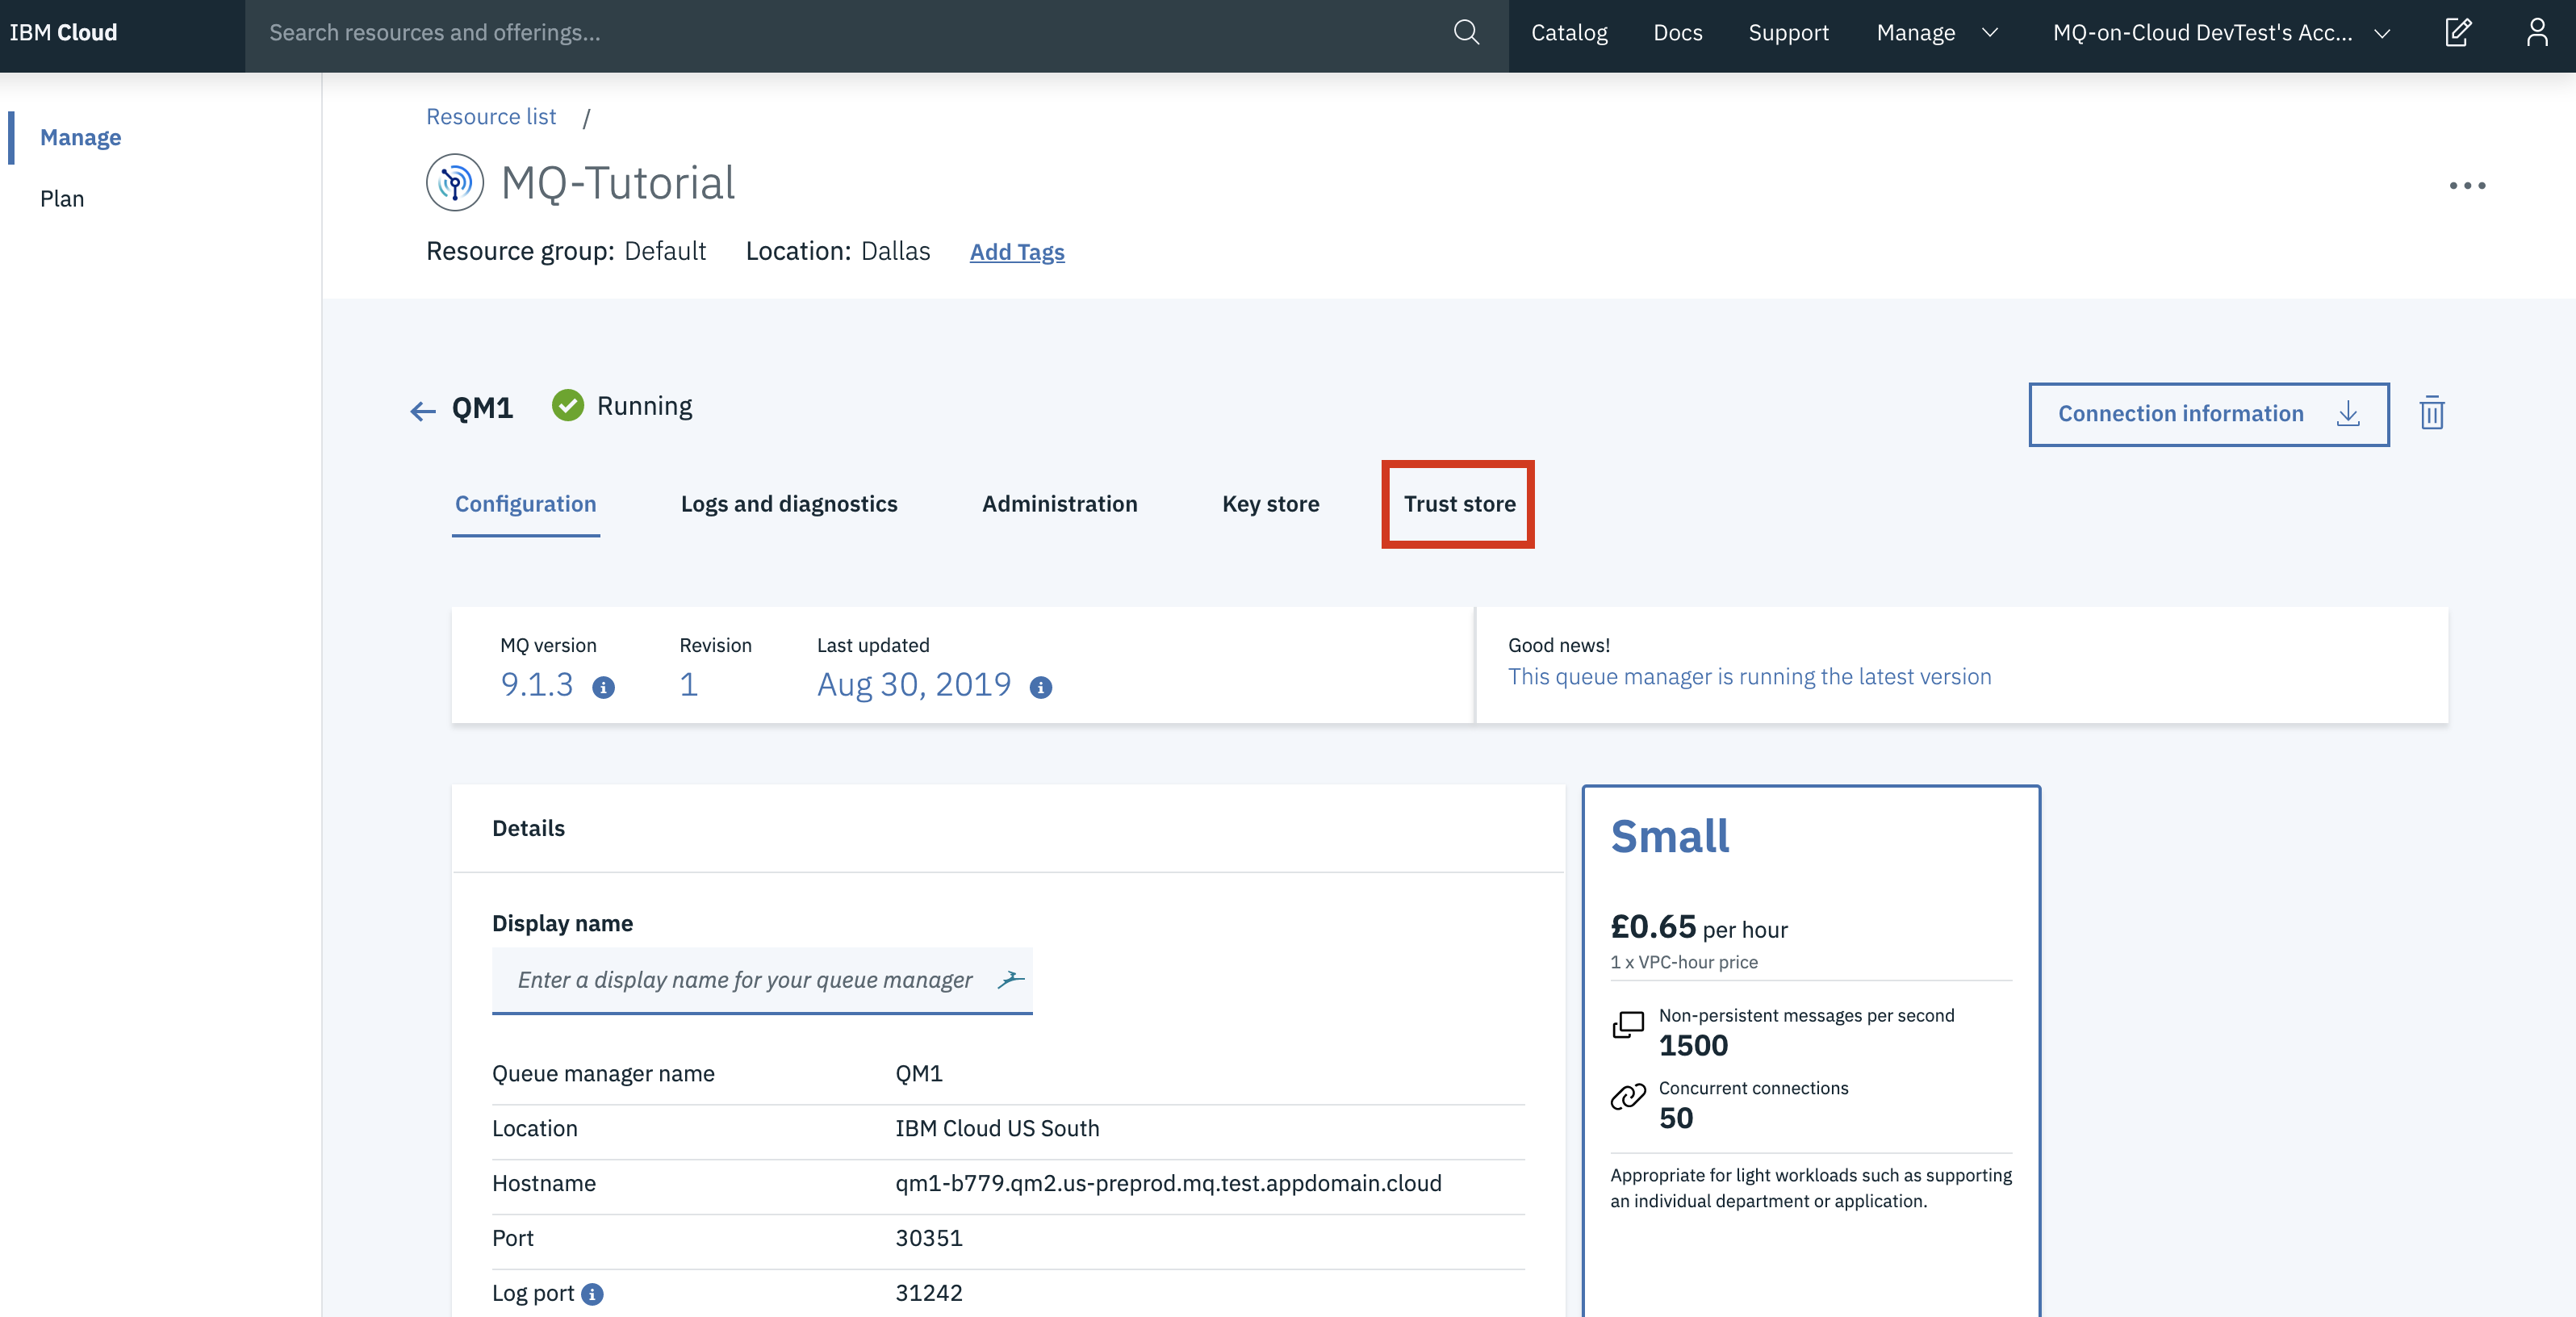 IBM Cloud
Search resources and offerings...
Catalog
Docs
Support
Manage
MQ-on-Cloud DevTest's Acc...
Manage
Plan
Resource list /
MQ-Tutorial
Resource group: Default Location: Dallas Add Tags
QM1 Running
Connection information
Configuration
Logs and diagnostics
Administration
Key store
Trust store
MQ version
9.1.3
Revision
1
Last updated
Aug 30, 2019
Good news!
This queue manager is running the latest version
Details
Display name
Enter a display name for your queue manager
Queue manager name QM1
Location IBM Cloud US South
Hostname qm1-b779.qm2.us-preprod.mq.test.appdomain.cloud
Port 30351
Log port 31242
Small
£0.65 per hour
1 x VPC-hour price
Non-persistent messages per second
1500
Concurrent connections
50
Appropriate for light workloads such as supporting
an individual department or application.